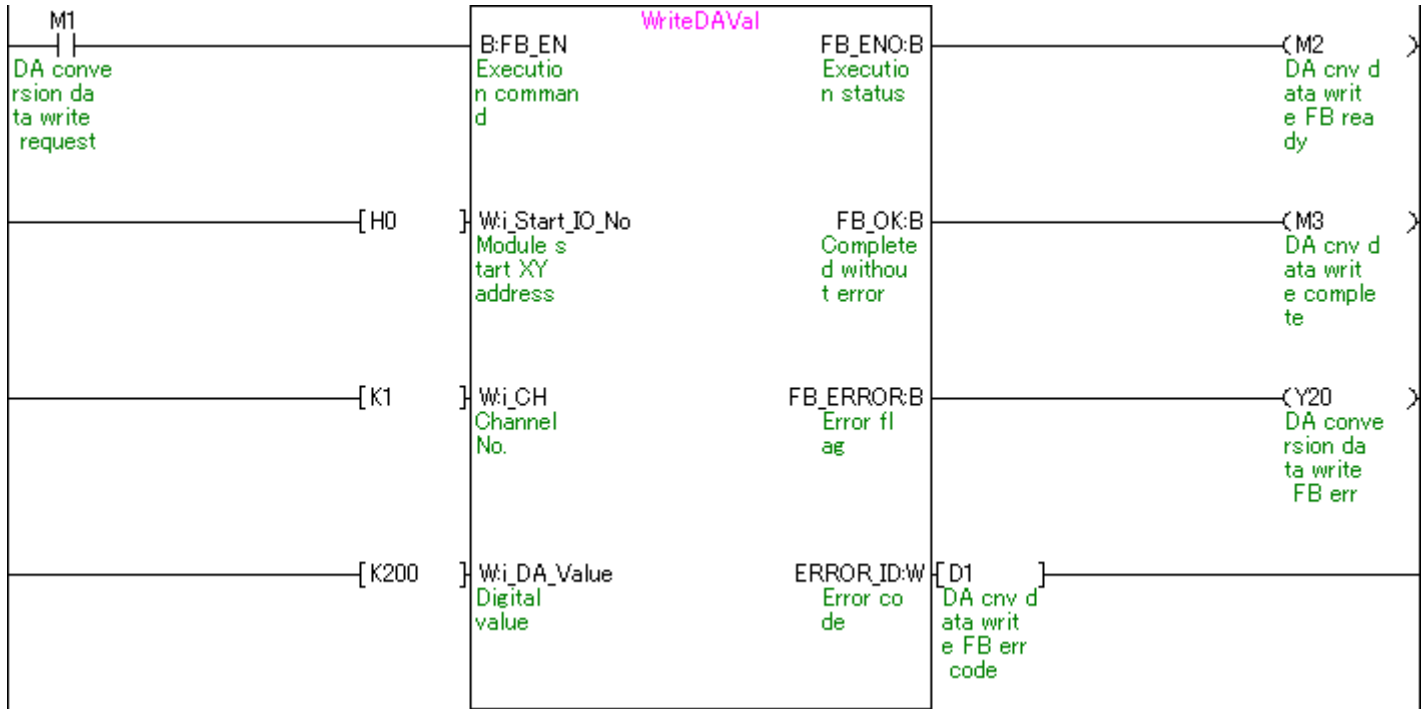 M1
WriteDAVal
B:FB_EN
FB_ENO:B
M2
DA conve
rsion da
ta write
request
Executio
n comman
d
Executio
n status
DA cnv d
ata writ
e FB rea
dy
H0
W:i_Start_IO_No
FB_OK:B
M3
Module s
tart XY
address
Complete
d withou
t error
DA cnv d
ata writ
e comple
te
K1
W:i_CH
FB_ERROR:B
Y20
Channel
No.
Error fl
ag
DA conve
rsion da
ta write
FB err
K200
W:i_DA_Value
ERROR_ID:W
D1
Digital
value
Error co
de
DA cnv d
ata writ
e FB err
code